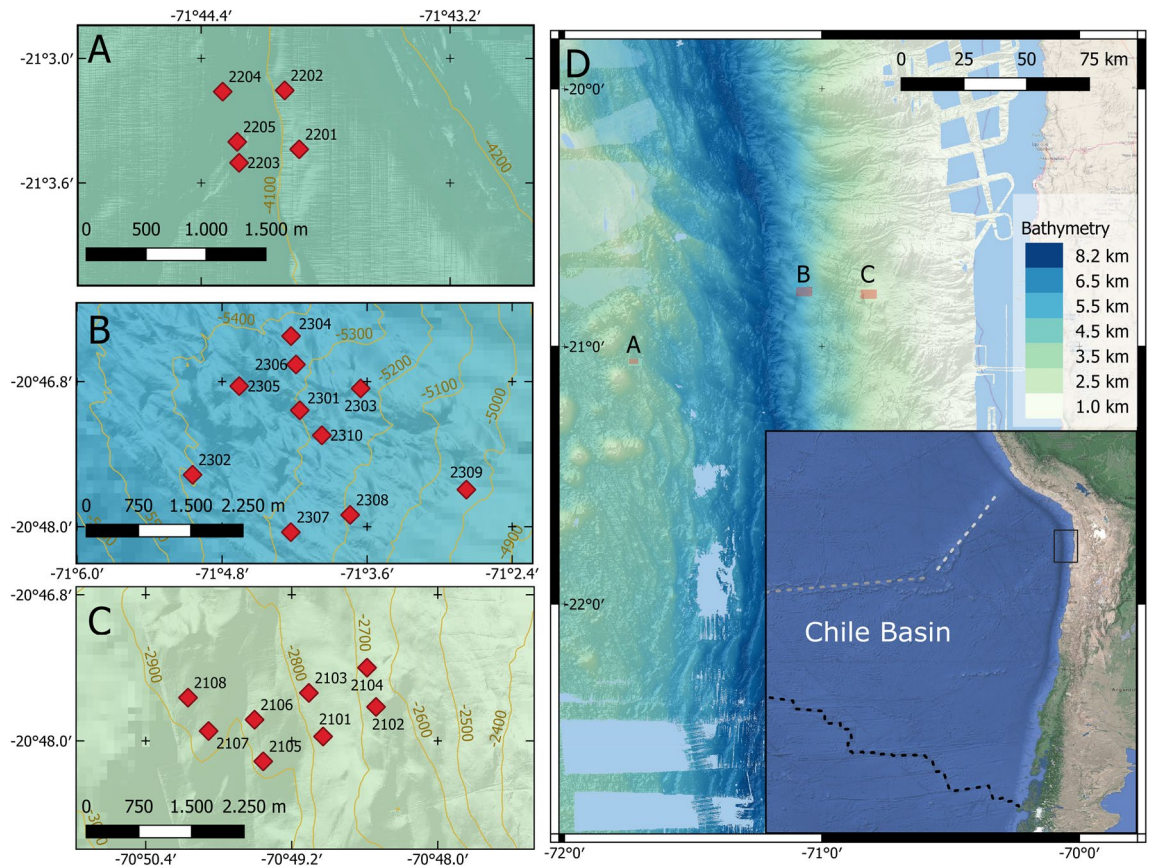 -71°44.4′
-71°43.2′
A
-21°3.0′
2204
2202
2205
2201
2203
-4200
-21°3.6′
-4100
0 500 1.000 1.500 m
B
-5400
2304
-5300
2306
-5200
-20°46.8′
2305
2301
2303
-5100
-5000
2310
2302
2309
2308
-20°48.0′
0 750 1.500 2.250 m
2307
-4900
-71°6.0′
-71°4.8′
-71°3.6′
-71°2.4′
-20°46.8′
C
-2900
-2800
-2700
2108
2103
2104
2106
2101
2102
-2600
-2500
-2400
-20°48.0′
2107
2105
0 750 1.500 2.250 m
-70°50.4′
-70°49.2′
-70°48.0′
D
0 25 50 75 km
-20°0′
B
C
A
-21°0′
-22°0′
Bathymetry
8.2 km
6.5 km
5.5 km
4.5 km
3.5 km
2.5 km
1.0 km
Chile Basin
-72°0′
-71°0′
-70°0′